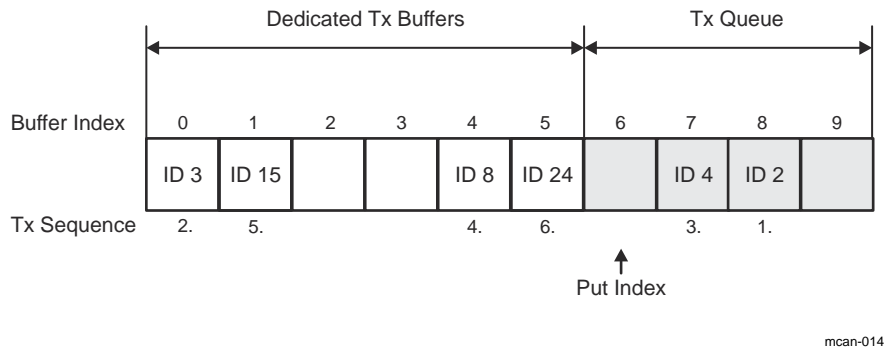 Dedicated Tx Buffers Tx Queue
Buffer Index 0 1 2 3 4 5 6 7 8 9
ID 3 ID 15 ID 8 ID 24 ID 4 ID 2
Tx Sequence 2. 5. 4. 6. 3. 1.
Put Index
mcan-014